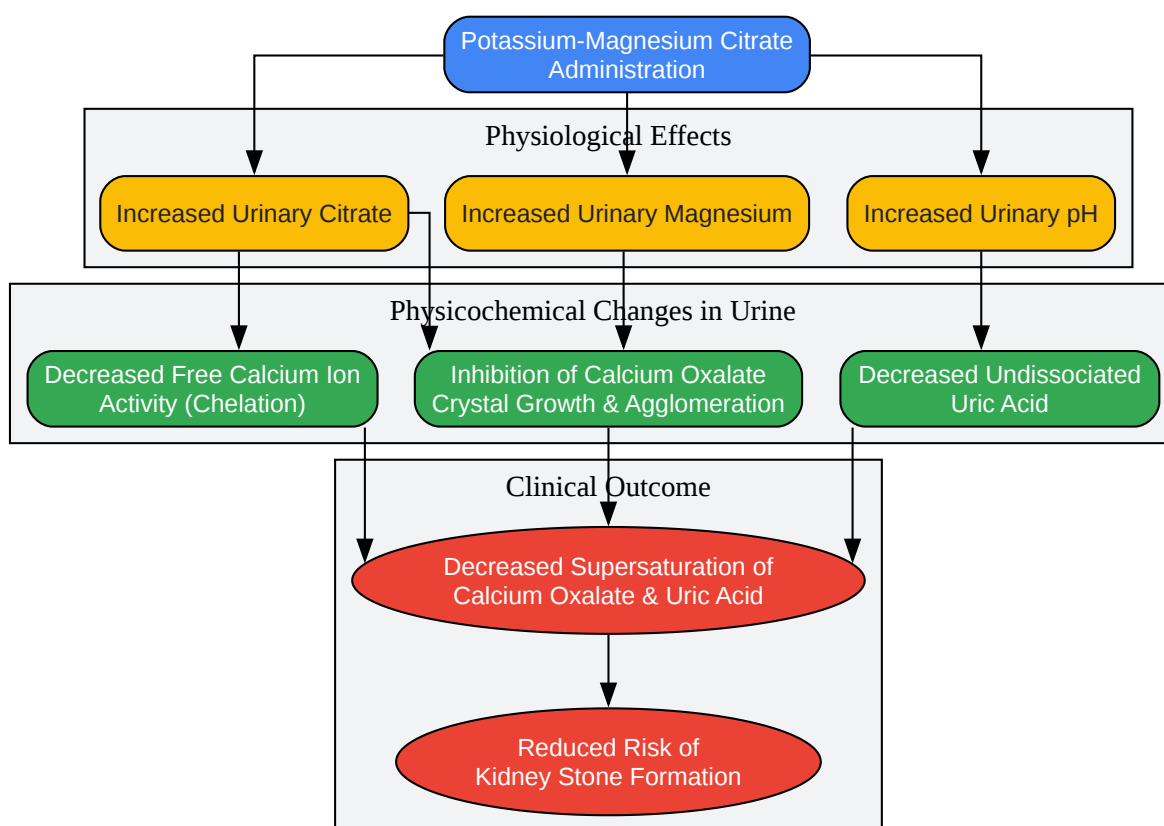 Potassium-Magnesium Citrate
Administration
Physiological Effects
Increased Urinary Citrate
Increased Urinary Magnesium
Increased Urinary pH
Physicochemical Changes in Urine
Decreased Free Calcium Ion
Activity (Chelation)
Inhibition of Calcium Oxalate
Crystal Growth & Agglomeration
Decreased Undissociated
Uric Acid
Clinical Outcome
Decreased Supersaturation of
Calcium Oxalate & Uric Acid
Reduced Risk of
Kidney Stone Formation